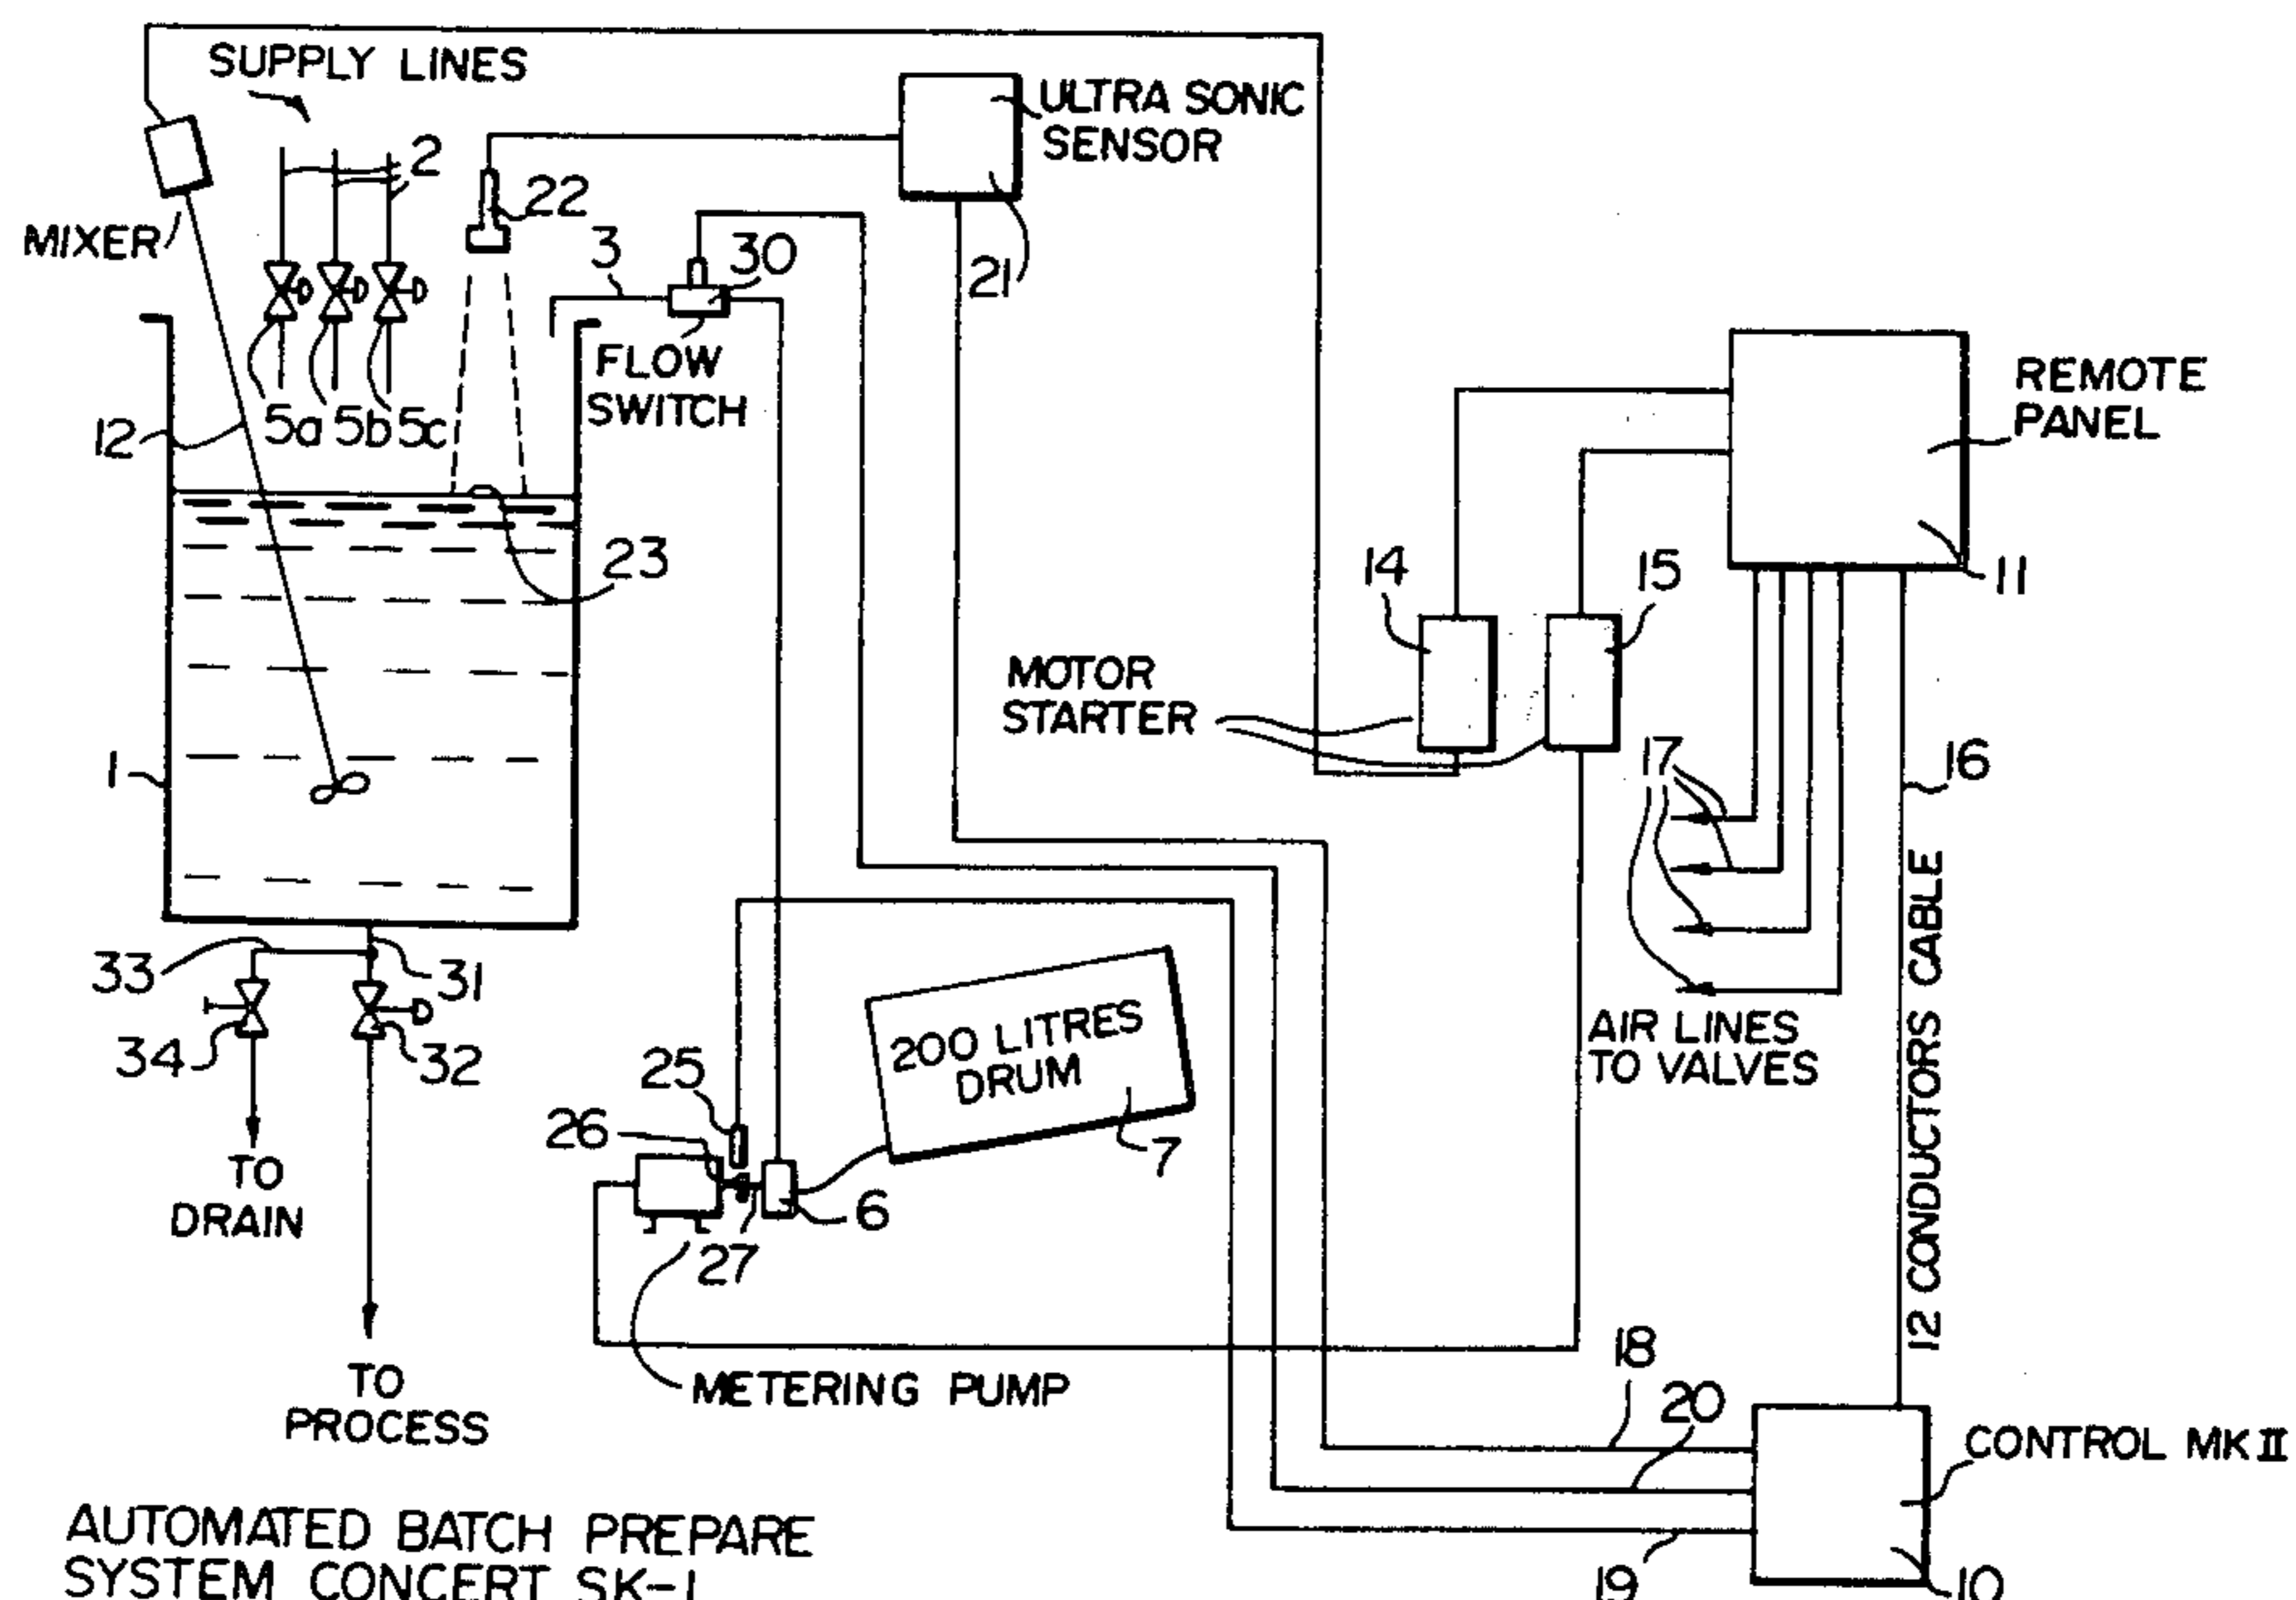 SUPPLY LINES
2
ULTRA SONIC
SENSOR
22
MIXER
3
30
21
FLOW
SWITCH
12
5a 5b 5c
REMOTE
PANEL
23
14
15
11
MOTOR
STARTER
17
16
1
33
31
34
32
AIR LINES
TO VALVES
12 CONDUCTORS CABLE
200 LITRES
DRUM
25
26
7
6
27
TO
DRAIN
TO
PROCESS
METERING PUMP
18
20
CONTROL MK II
19
10
AUTOMATED BATCH PREPARE
SYSTEM CONCERT SK-1